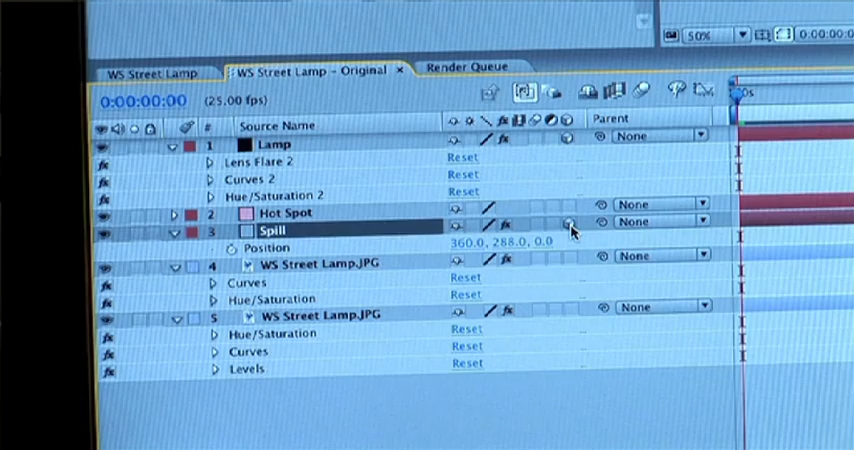 50%
0:00:00:0
WS Street Lamp
WS Street Lamp - Original ×
Render Queue
0:00:00:00 (25.00 fps)
# Source Name Parent
1 Lamp None
Lens Flare 2 Reset
Curves 2 Reset
Hue/Saturation 2 Reset
2 Hot Spot None
3 Spill None
Position 360.0, 288.0, 0.0
4 WS Street Lamp.JPG None
Curves Reset
Hue/Saturation Reset
5 WS Street Lamp.JPG None
Hue/Saturation Reset
Curves Reset
Levels Reset